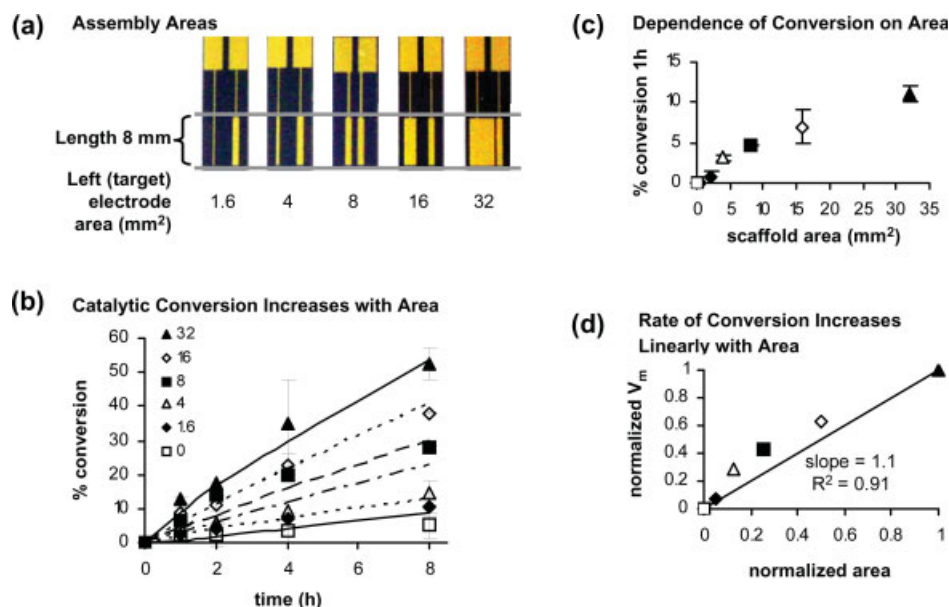 (a) Assembly Areas
Length 8 mm
Left (target)
electrode
area (mm²)
1.6 4 8 16 32
(b) Catalytic Conversion Increases with Area
60
50
40
30
20
10
0
% conversion
32
16
8
4
1.6
0
0 2 4 6 8
time (h)
(c) Dependence of Conversion on Area
15
10
5
0
% conversion 1h
0 5 10 15 20 25 30 35
scaffold area (mm²)
(d) Rate of Conversion Increases
Linearly with Area
1
0.8
0.6
0.4
0.2
0
normalized Vm
slope = 1.1
R² = 0.91
0 0.2 0.4 0.6 0.8 1
normalized area